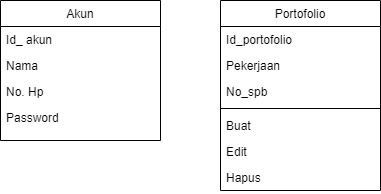 Akun
Id_ akun
Nama
No. Hp
Password
Portofolio
Id_portofolio
Pekerjaan
No_spb
Buat
Edit
Hapus